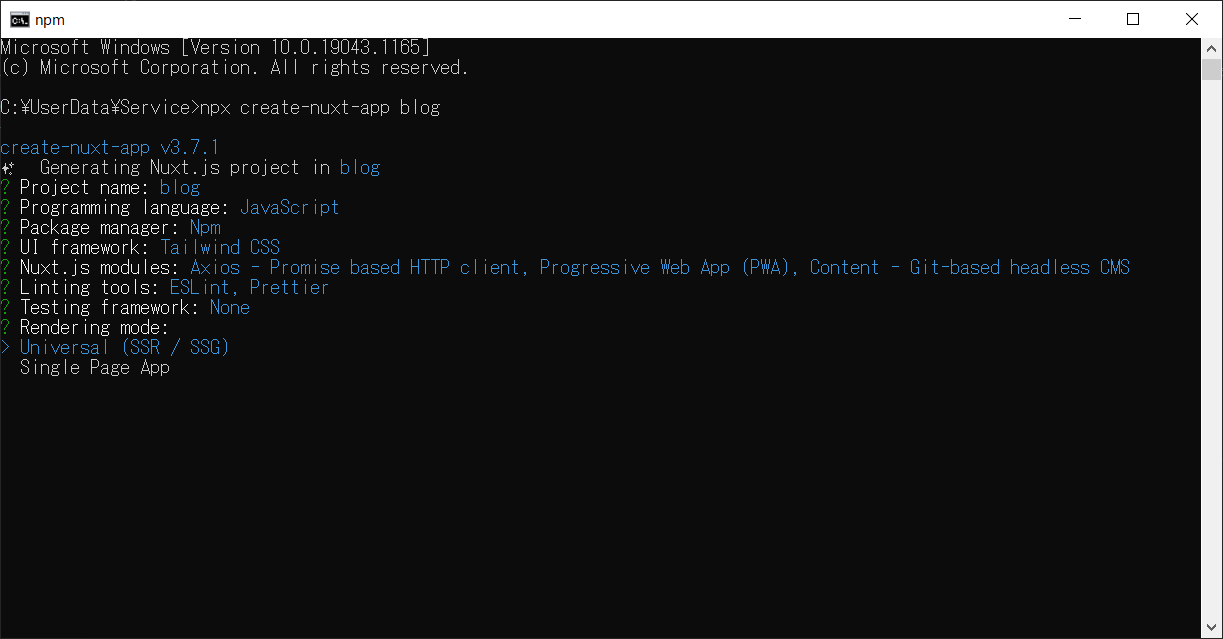 npm
Microsoft Windows [Version 10.0.19043.1165]
(c) Microsoft Corporation. All rights reserved.
C:¥UserData¥Service>npx create-nuxt-app blog
create-nuxt-app v3.7.1
✨  Generating Nuxt.js project in blog
? Project name: blog
? Programming language: JavaScript
? Package manager: Npm
? UI framework: Tailwind CSS
? Nuxt.js modules: Axios - Promise based HTTP client, Progressive Web App (PWA), Content - Git-based headless CMS
? Linting tools: ESLint, Prettier
? Testing framework: None
? Rendering mode:
> Universal (SSR / SSG)
  Single Page App